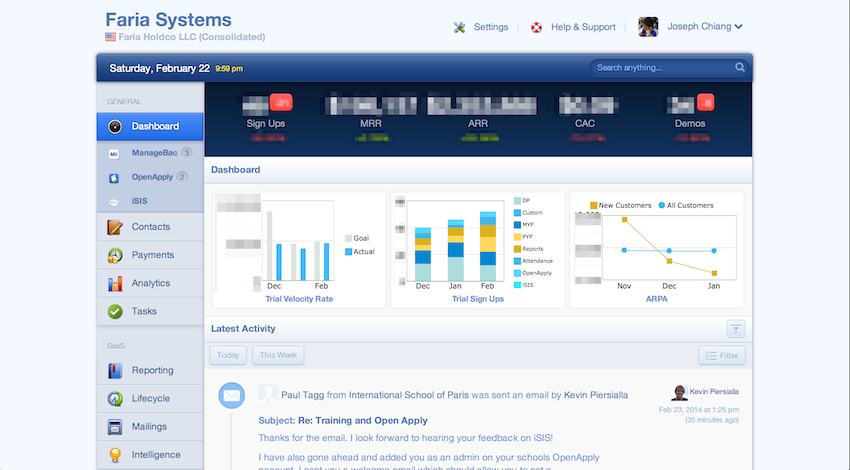 Faria Systems
Faria Holdco LLC (Consolidated)
Settings
Help & Support
Joseph Chiang
Saturday, February 22 9:59 pm
Search anything...
GENERAL
Dashboard
ManageBac 3
OpenApply 2
iSIS
Contacts
Payments
Analytics
Tasks
SaaS
Reporting
Lifecycle
Mailings
Intelligence
Sign Ups
MRR
ARR
CAC
Demos
Dashboard
Goal
Actual
Dec Feb
Trial Velocity Rate
DP
Custom
MYP
PYP
Reports
Attendance
OpenApply
iSIS
Dec Jan Feb
Trial Sign Ups
New Customers All Customers
Nov Dec Jan
ARPA
Latest Activity
Today This Week Filter
Paul Tagg from International School of Paris was sent an email by Kevin Piersialla
Kevin Piersialla
Feb 23, 2014 at 1:25 pm
(35 minutes ago)
Subject: Re: Training and Open Apply
Thanks for the email. I look forward to hearing your feedback on iSIS!
I have also gone ahead and added you as an admin on your schools OpenApply